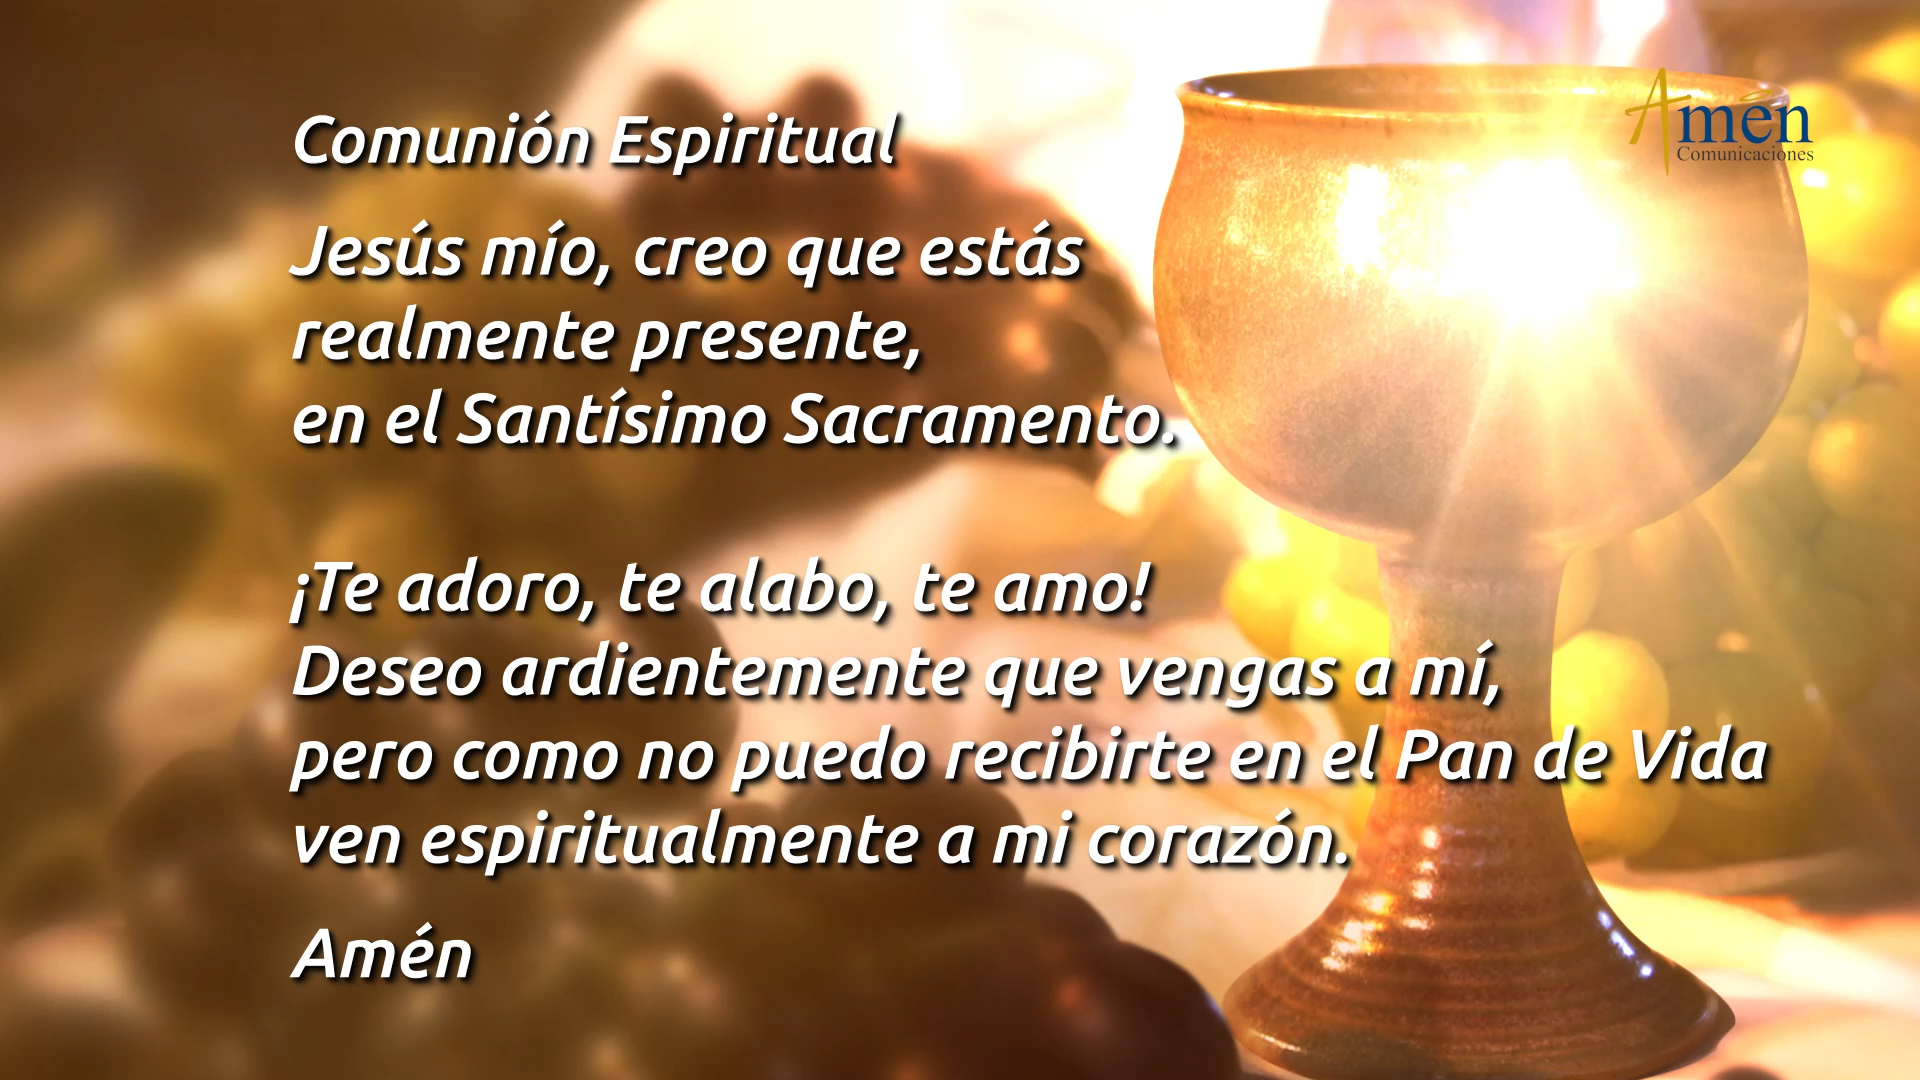 Amén
Comunicaciones
Comunión Espiritual
Jesús mío, creo que estás
realmente presente,
en el Santísimo Sacramento.
¡Te adoro, te alabo, te amo!
Deseo ardientemente que vengas a mí,
pero como no puedo recibirte en el Pan de Vida
ven espiritualmente a mi corazón.
Amén